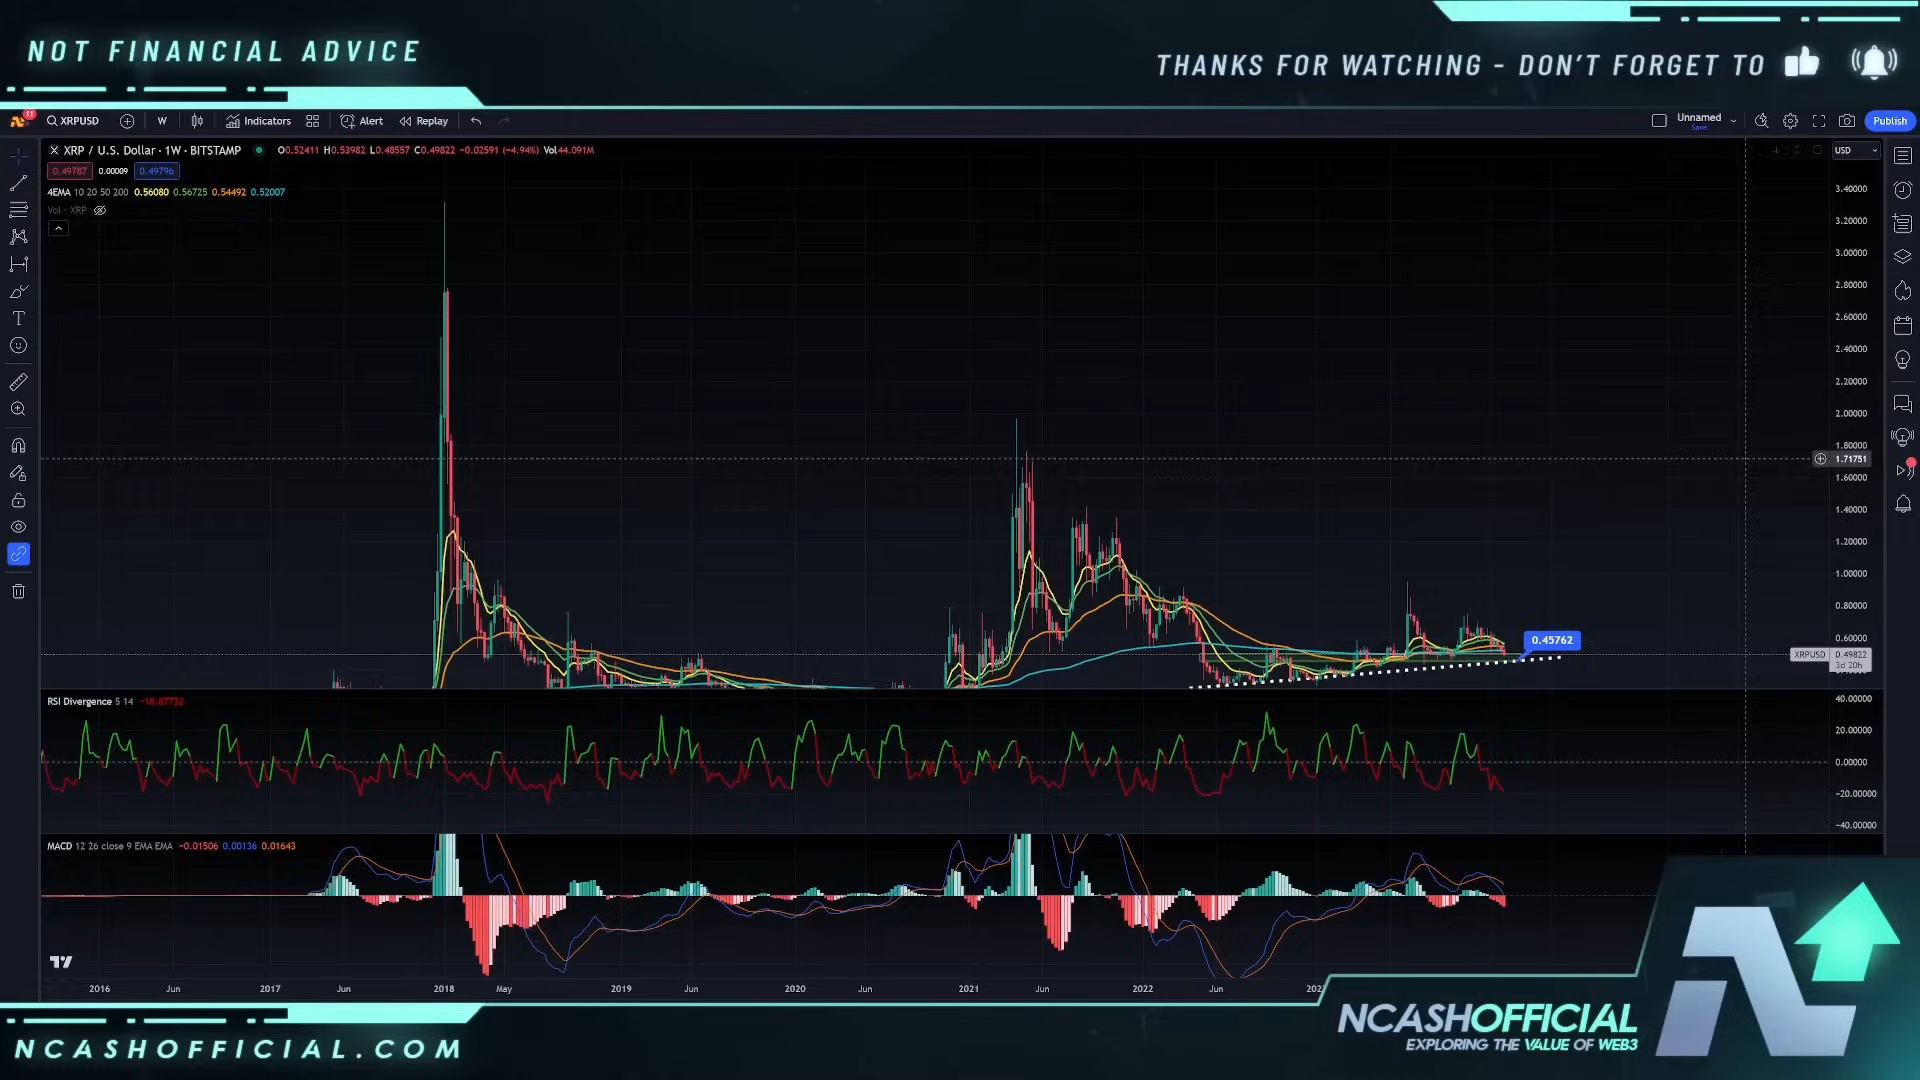 NOT FINANCIAL ADVICE
THANKS FOR WATCHING - DON'T FORGET TO
11
XRPUSD W Indicators Alert Replay Unnamed Save Publish
XRP / U.S. Dollar · 1W · BITSTAMP O0.52411 H0.53982 L0.48557 C0.49822 −0.02591 (−4.94%) Vol44.091M
0.49787 0.00009 0.49796
4EMA 10 20 50 200 0.56080 0.56725 0.54492 0.52007
Vol · XRP
USD
3.40000
3.20000
3.00000
2.80000
2.60000
2.40000
2.20000
2.00000
1.80000
1.71751
1.60000
1.40000
1.20000
1.00000
0.80000
0.60000
0.45762
XRPUSD 0.49822
3d 20h
RSI Divergence 5 14 −18.87732
40.00000
20.00000
0.00000
−20.00000
−40.00000
MACD 12 26 close 9 EMA EMA −0.01506 0.00136 0.01643
2016 Jun 2017 Jun 2018 May 2019 Jun 2020 Jun 2021 Jun 2022 Jun
NCASHOFFICIAL
EXPLORING THE VALUE OF WEB3
NCASHOFFICIAL.COM